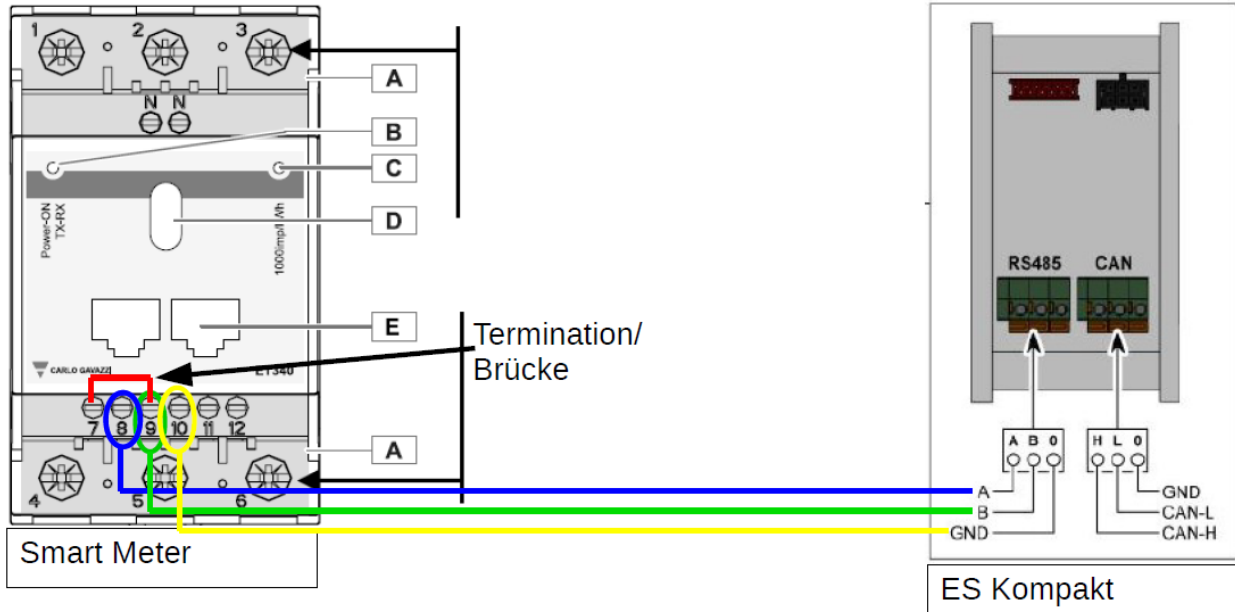 1
2
3
A
N N
B
C
Power-ON
TX-RX
1000imp/kWh
D
E
CARLO GAVAZZI
ET340
Termination/
Brücke
7 8 9 10 11 12
A
4
5
6
Smart Meter
RS485 CAN
A B 0
H L 0
A
B
GND
GND
CAN-L
CAN-H
ES Kompakt